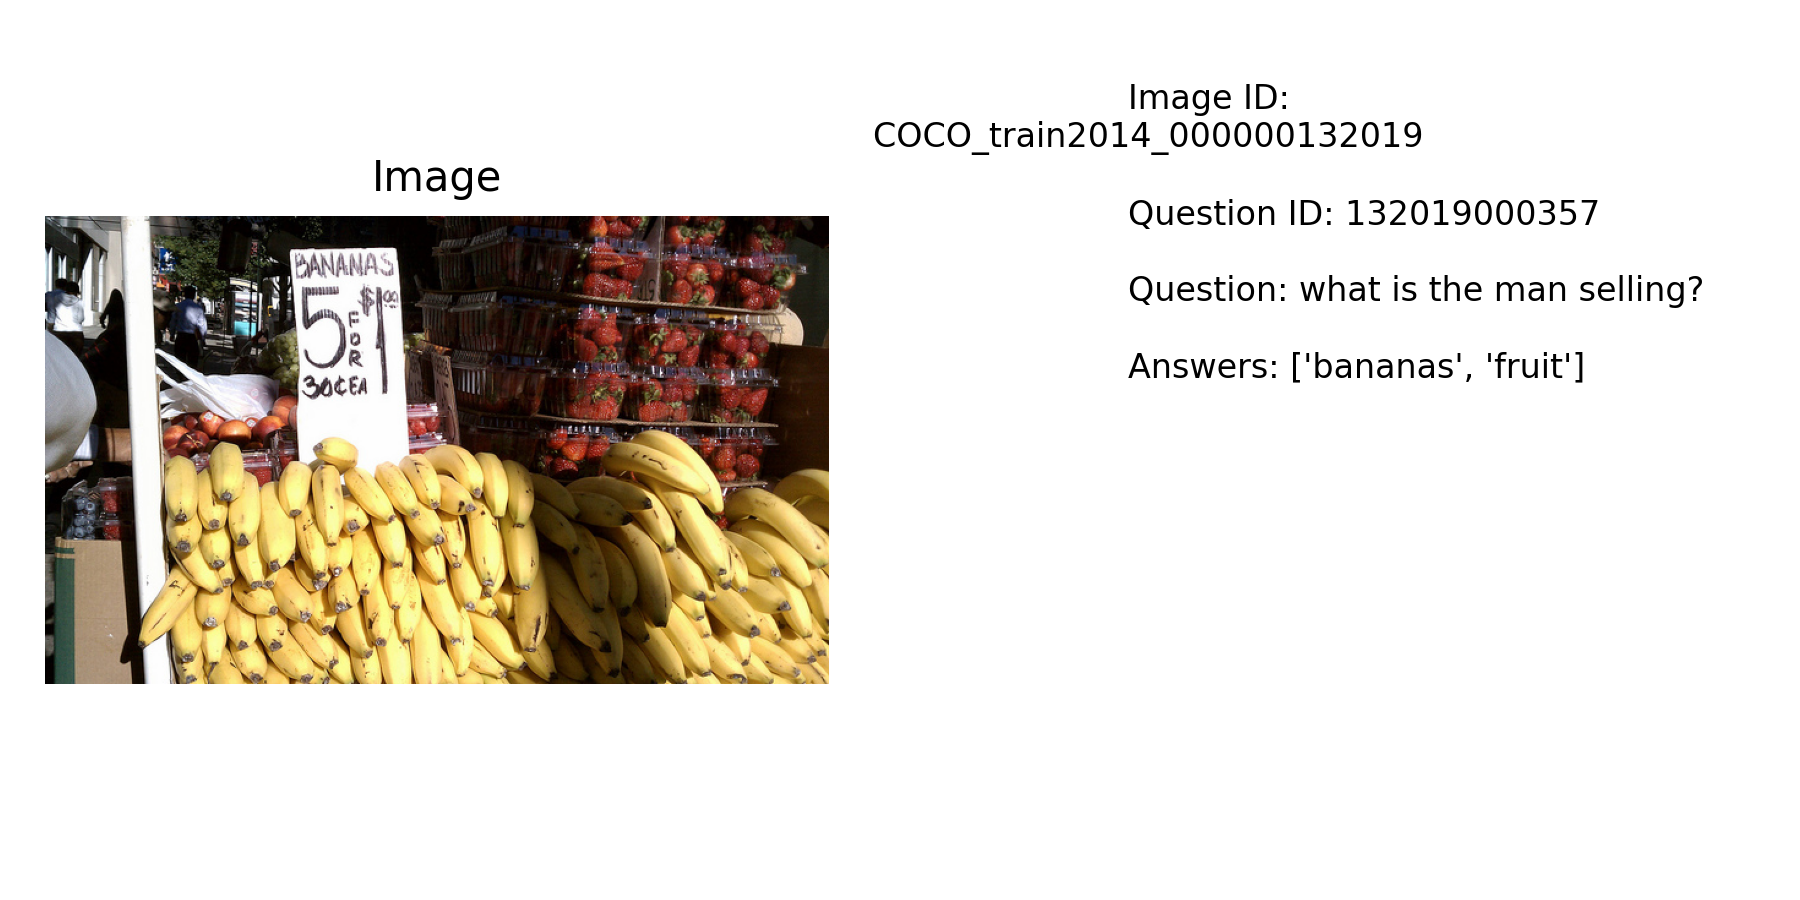 Image
BANANAS
5 FOR $1.00
30¢ EA
Image ID:
COCO_train2014_000000132019
Question ID: 132019000357
Question: what is the man selling?
Answers: ['bananas', 'fruit']